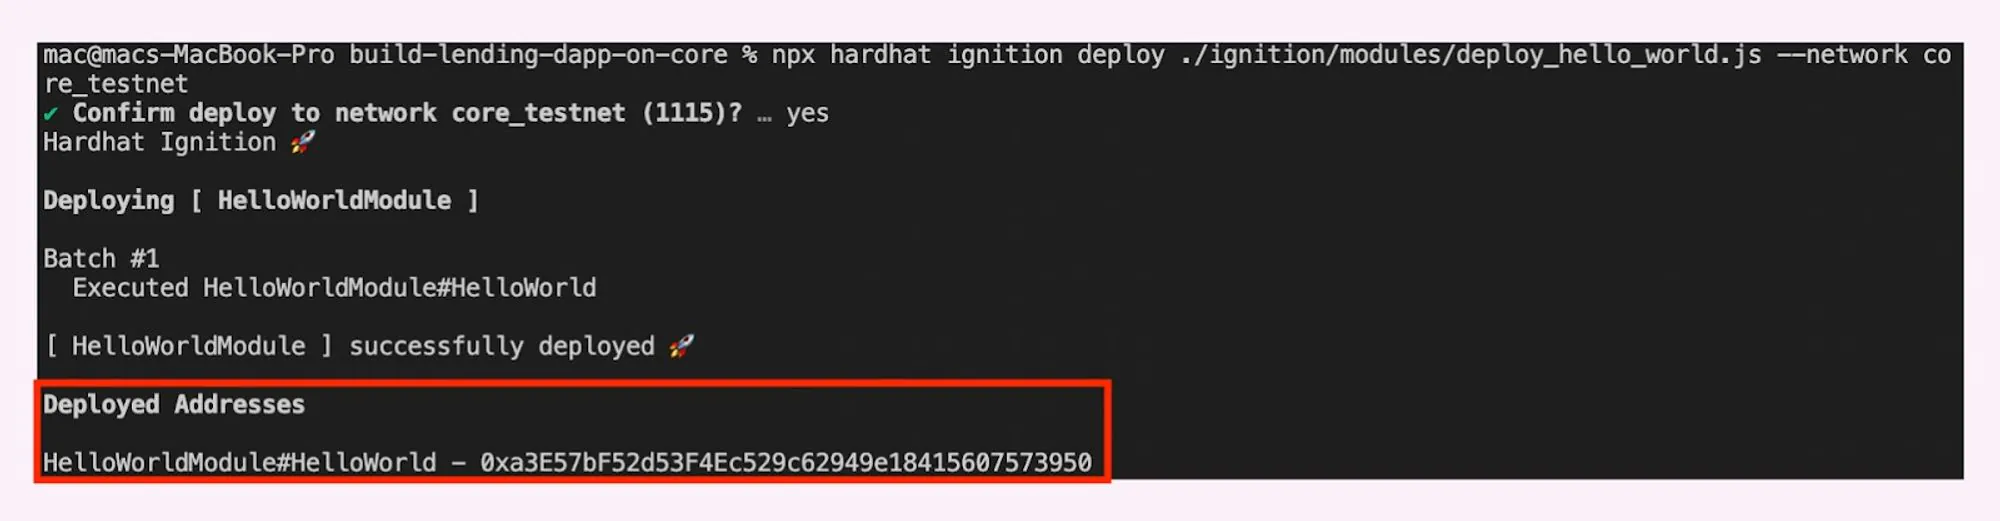 mac@macs-MacBook-Pro build-lending-dapp-on-core % npx hardhat ignition deploy ./ignition/modules/deploy_hello_world.js --network co
re_testnet
✔ Confirm deploy to network core_testnet (1115)? … yes
Hardhat Ignition 🚀
Deploying [ HelloWorldModule ]
Batch #1
Executed HelloWorldModule#HelloWorld
[ HelloWorldModule ] successfully deployed 🚀
Deployed Addresses
HelloWorldModule#HelloWorld - 0xa3E57bF52d53F4Ec529c62949e18415607573950